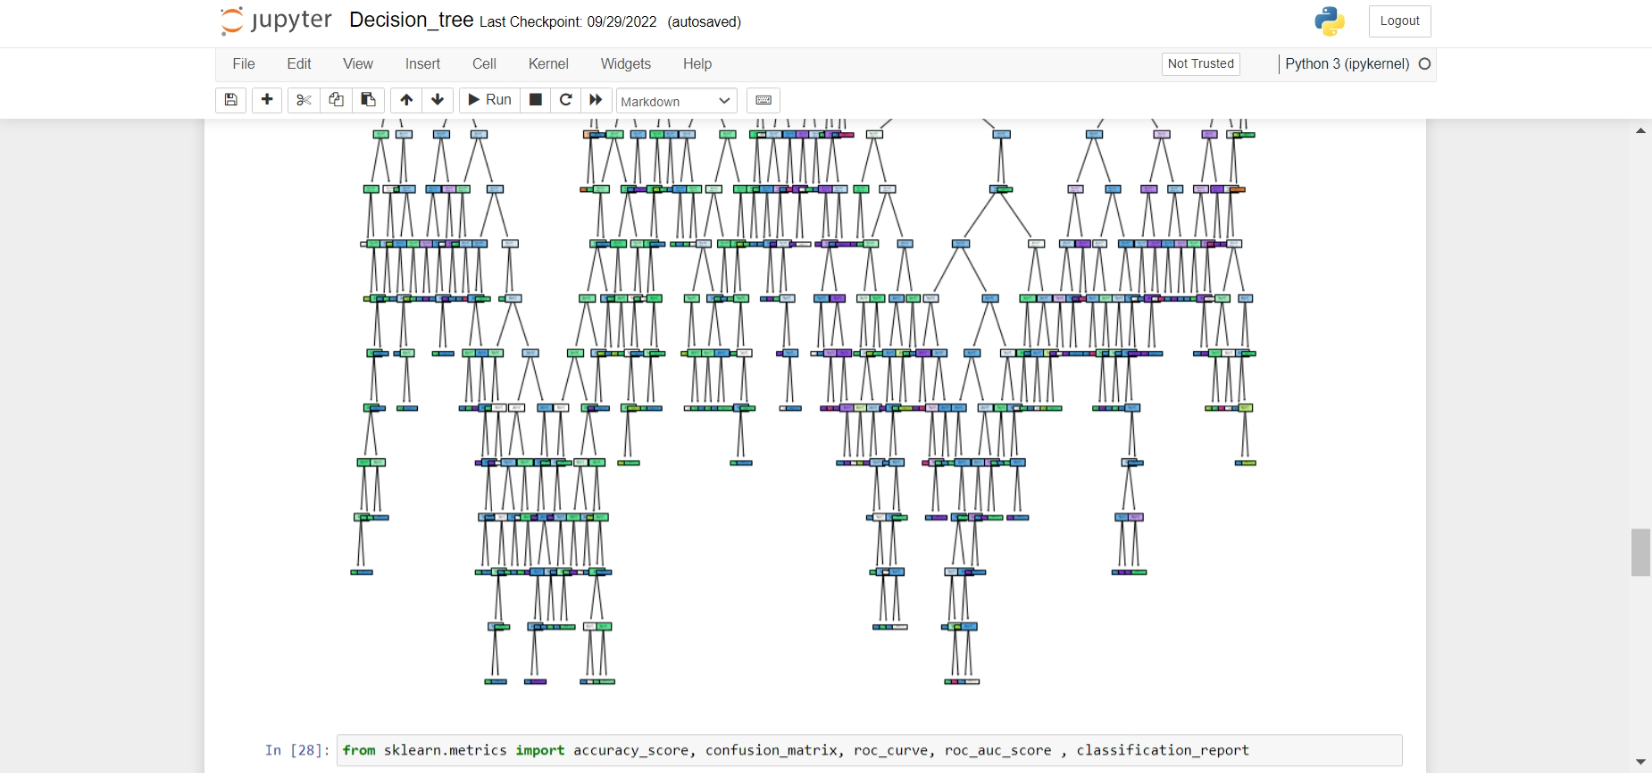 jupyter Decision_tree Last Checkpoint: 09/29/2022 (autosaved)
Logout
File Edit View Insert Cell Kernel Widgets Help
Not Trusted
Python 3 (ipykernel)
Run
Markdown
In [28]: from sklearn.metrics import accuracy_score, confusion_matrix, roc_curve, roc_auc_score , classification_report